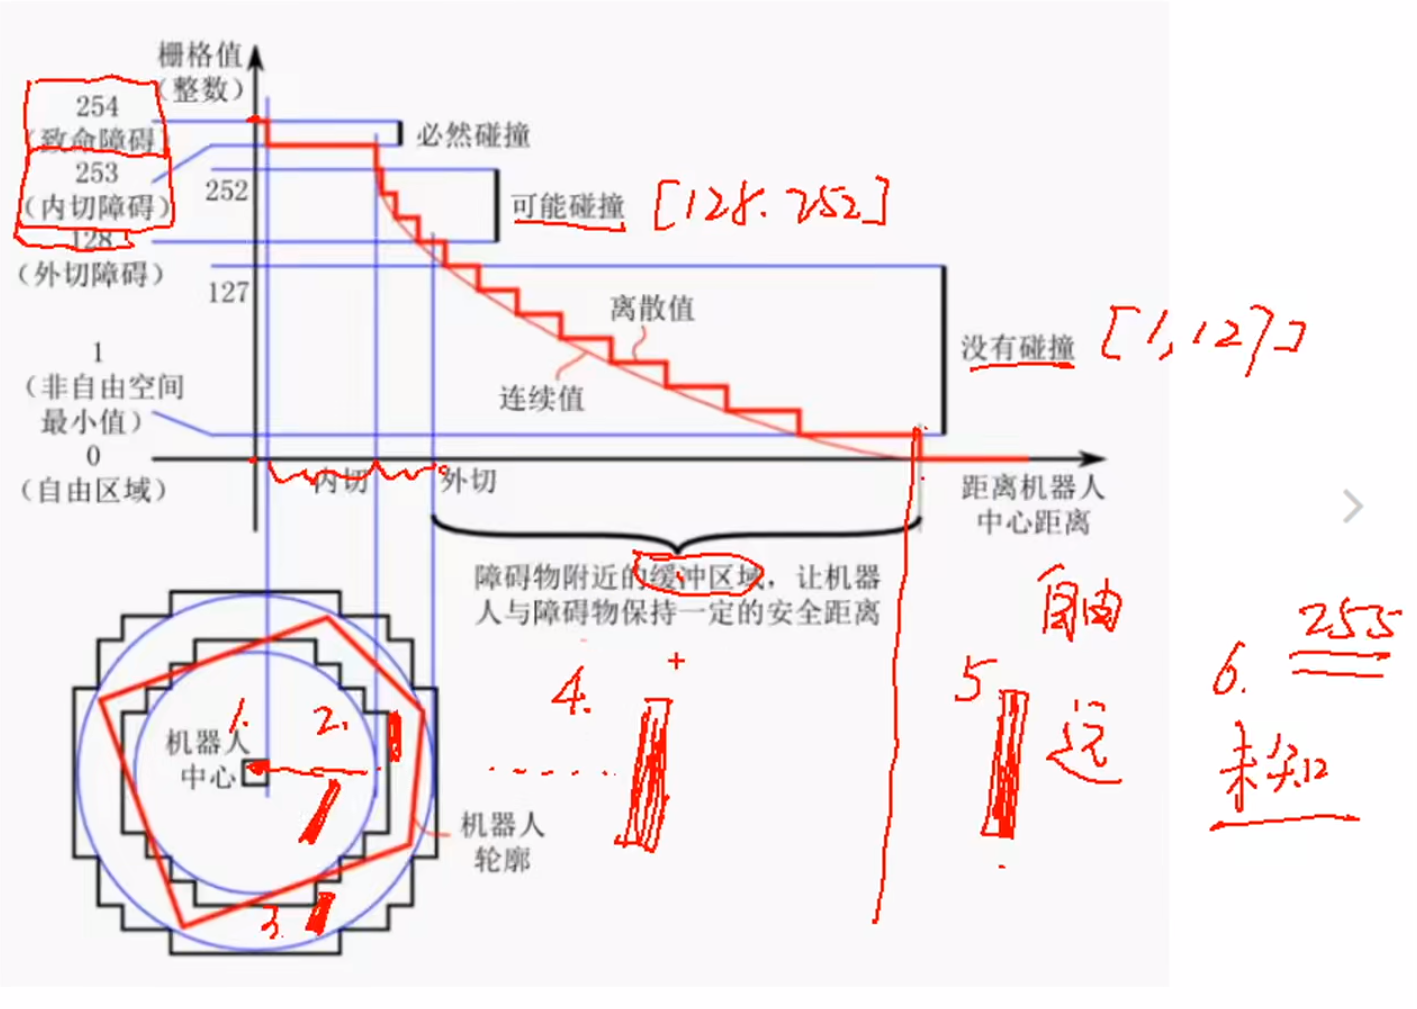 栅格值
（整数）
254
（致命障碍）
必然碰撞
253
（内切障碍）
252
可能碰撞
[128.252]
128
（外切障碍）
127
离散值
没有碰撞
[1,127]
1
（非自由空间
最小值）
连续值
0
（自由区域）
内切
外切
距离机器人
中心距离
障碍物附近的缓冲区域，让机器
人与障碍物保持一定的安全距离
自由
255
6.
未知
4.
+
5
远
1.
2.
机器人
中心
机器人
轮廓
3.